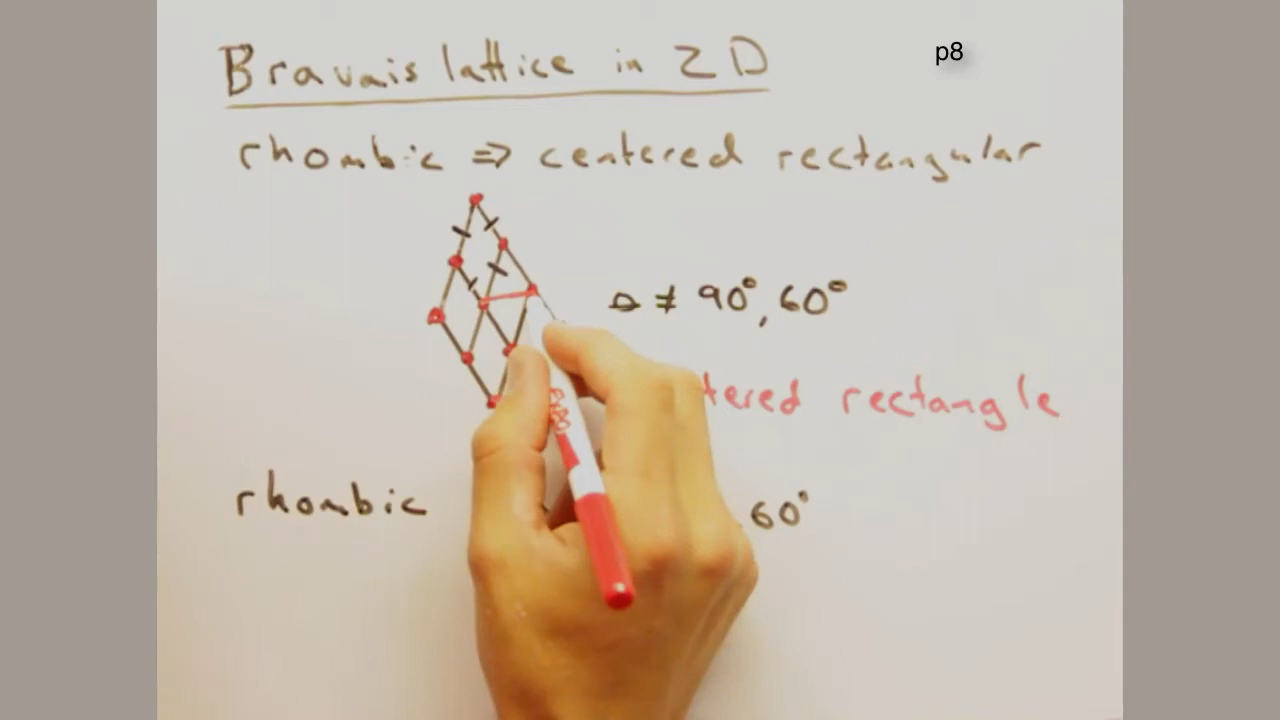 Bravais lattice in 2D
p8
rhombic ⇒ centered rectangular
≠ 90°, 60°
tered rectangle
rhombic
60°